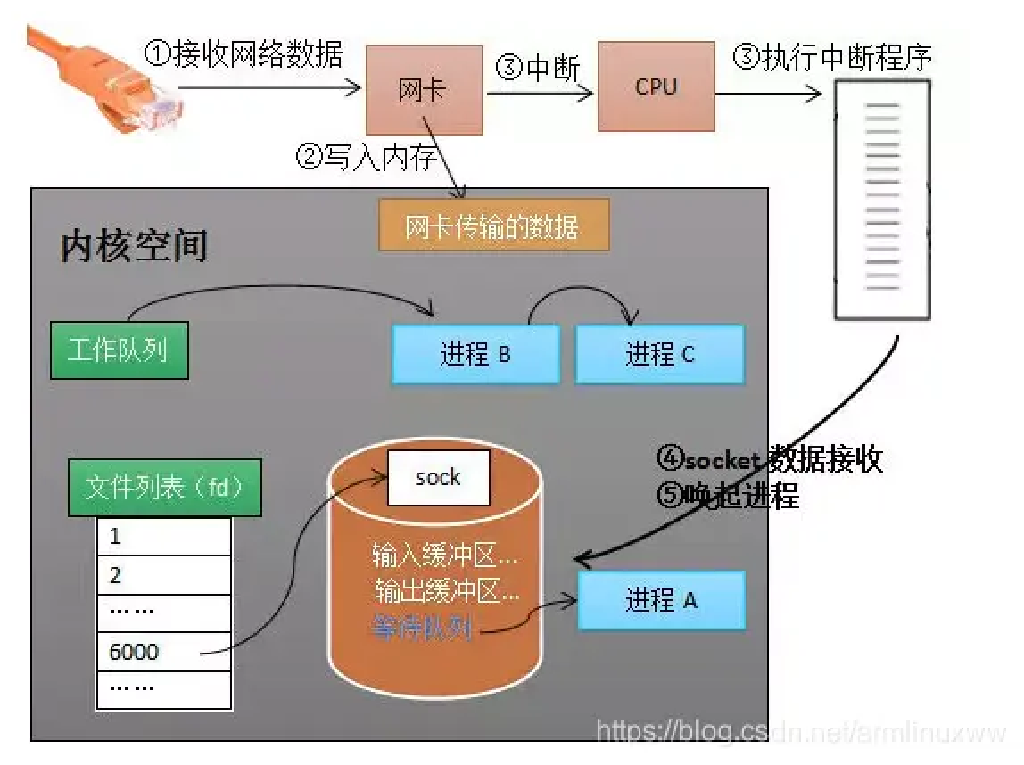 ①接收网络数据
网卡
③中断
CPU
③执行中断程序
②写入内存
网卡传输的数据
内核空间
工作队列
进程 B
进程 C
④socket 数据接收
⑤唤起进程
文件列表（fd）
1
2
……
6000
……
sock
输入缓冲区...
输出缓冲区...
等待队列
进程 A
https://blog.csdn.net/armlinuxww